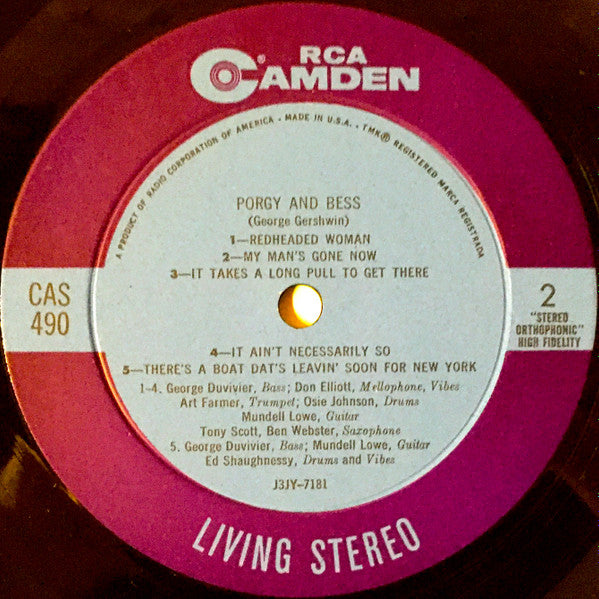 RCA
CAMDEN®
A PRODUCT OF RADIO CORPORATION OF AMERICA • MADE IN U.S.A. • TMK® REGISTERED MARCA REGISTRADA
PORGY AND BESS
(George Gershwin)
1—REDHEADED WOMAN
2—MY MAN'S GONE NOW
3—IT TAKES A LONG PULL TO GET THERE
CAS
490
2
"STEREO
ORTHOPHONIC"
HIGH FIDELITY
4—IT AIN'T NECESSARILY SO
5—THERE'S A BOAT DAT'S LEAVIN' SOON FOR NEW YORK
1-4. George Duvivier, Bass; Don Elliott, Mellophone, Vibes
Art Farmer, Trumpet; Osie Johnson, Drums
Mundell Lowe, Guitar
Tony Scott, Ben Webster, Saxophone
5. George Duvivier, Bass; Mundell Lowe, Guitar
Ed Shaughnessy, Drums and Vibes
J3JY-7181
LIVING STEREO